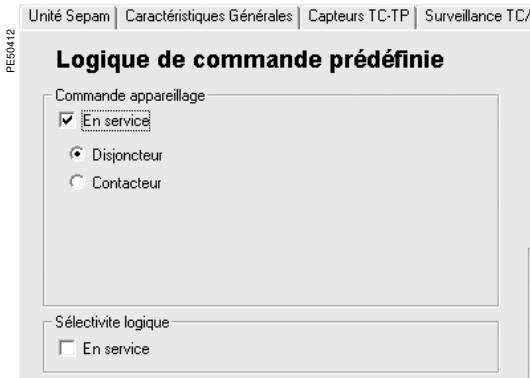 Unité Sepam Caractéristiques Générales Capteurs TC-TP Surveillance TC/
PE50412
Logique de commande prédéfinie
Commande appareillage
En service
Disjoncteur
Contacteur
Sélectivite logique
En service